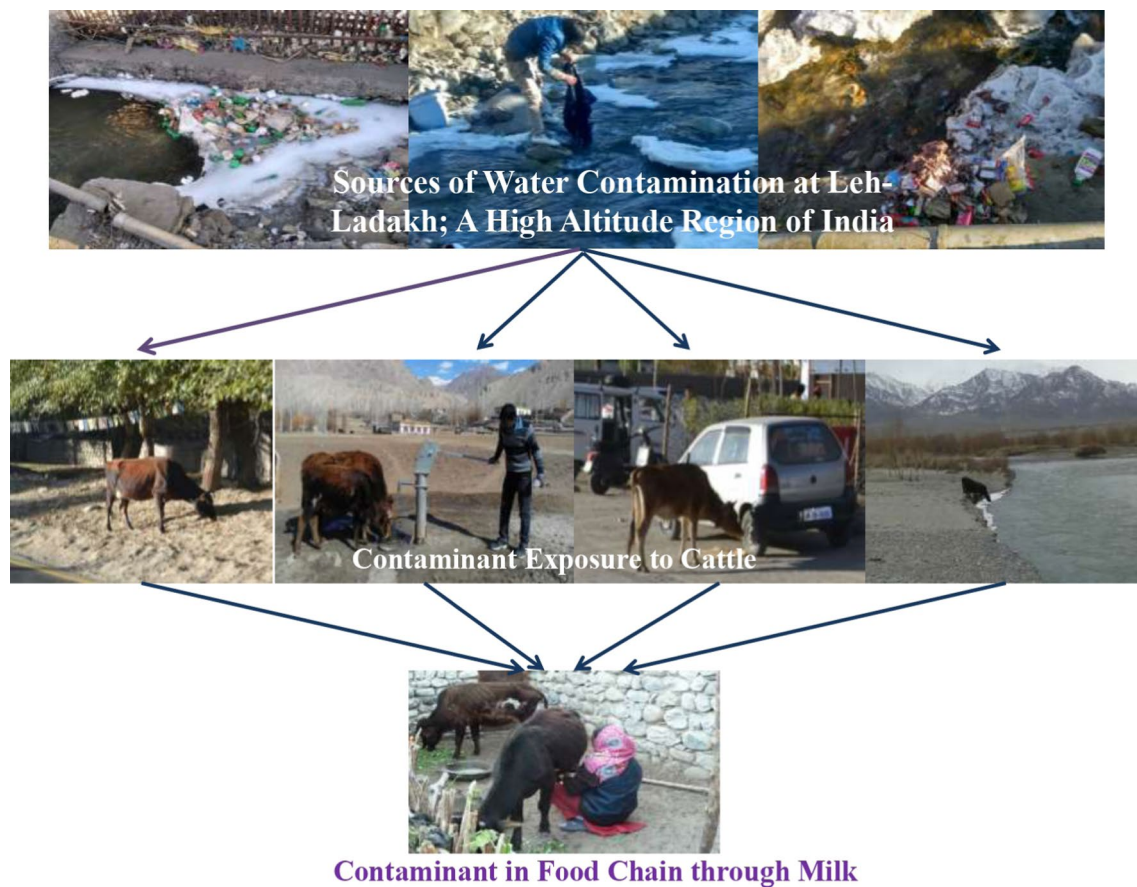 Sources of Water Contamination at Leh-
Ladakh; A High Altitude Region of India
Contaminant Exposure to Cattle
Contaminant in Food Chain through Milk